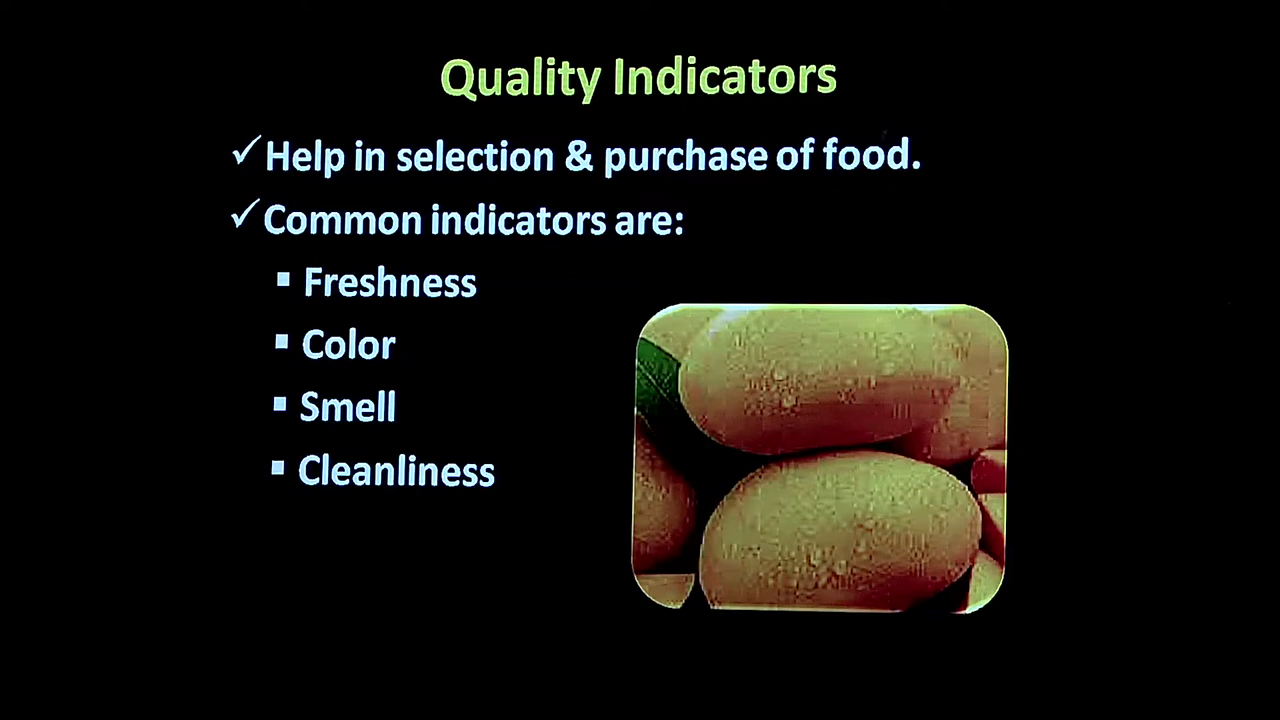 Quality Indicators
✓Help in selection & purchase of food.
✓Common indicators are:
▪ Freshness
▪ Color
▪ Smell
▪ Cleanliness